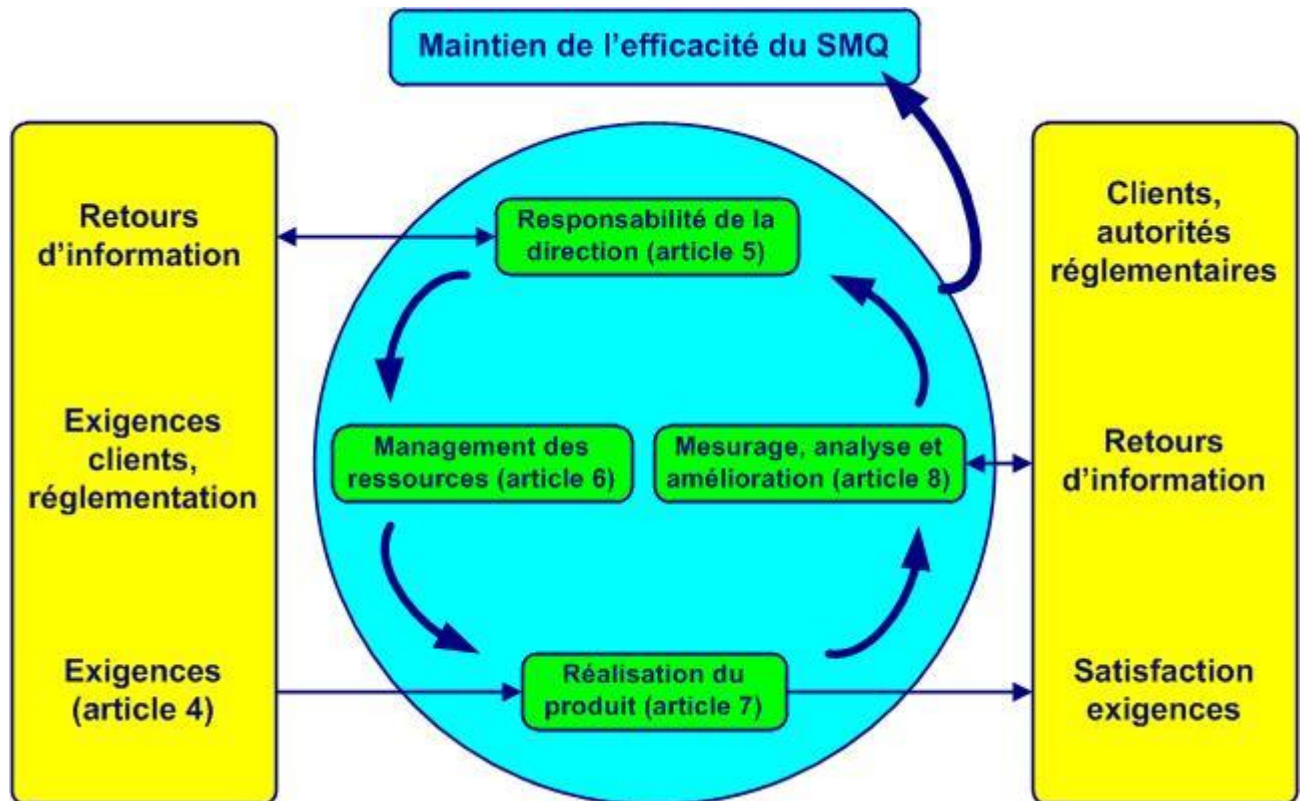 Maintien de l'efficacité du SMQ
Retours
d'information
Exigences
clients,
réglementation
Exigences
(article 4)
Responsabilité de la
direction (article 5)
Management des
ressources (article 6)
Mesurage, analyse et
amélioration (article 8)
Réalisation du
produit (article 7)
Clients,
autorités
réglementaires
Retours
d'information
Satisfaction
exigences